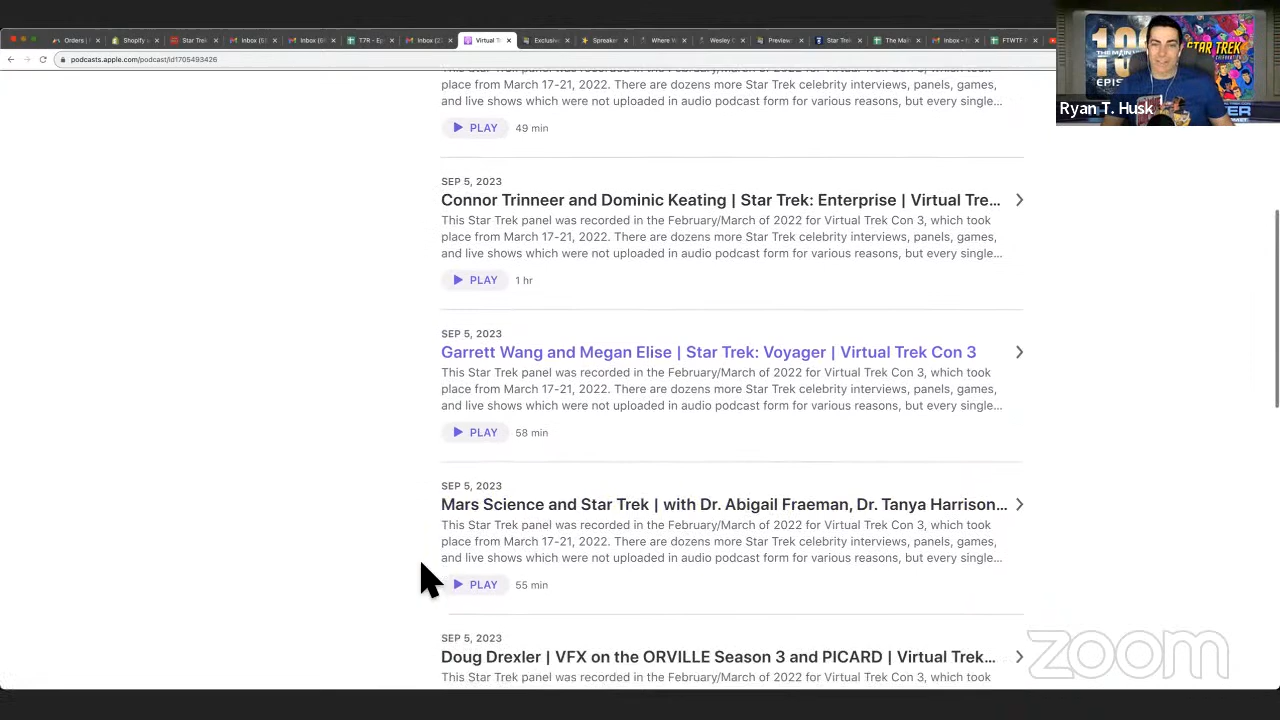 Orders |
Shopify
Star Trek
Inbox (5
Inbox (6
T7R - Ep
Inbox (2
Virtual T
Exclusive
Speaker
Where W
Wesley C
Preview
Star Trek
The Mai
Inbox -
FTWTF
podcasts.apple.com/podcast/id1705493426
This Star Trek panel was recorded in the February/March of 2022 for Virtual Trek Con 3, which took
place from March 17-21, 2022. There are dozens more Star Trek celebrity interviews, panels, games,
and live shows which were not uploaded in audio podcast form for various reasons, but every single...
PLAY 49 min
SEP 5, 2023
Connor Trinneer and Dominic Keating | Star Trek: Enterprise | Virtual Tre...
This Star Trek panel was recorded in the February/March of 2022 for Virtual Trek Con 3, which took
place from March 17-21, 2022. There are dozens more Star Trek celebrity interviews, panels, games,
and live shows which were not uploaded in audio podcast form for various reasons, but every single...
PLAY 1 hr
SEP 5, 2023
Garrett Wang and Megan Elise | Star Trek: Voyager | Virtual Trek Con 3
This Star Trek panel was recorded in the February/March of 2022 for Virtual Trek Con 3, which took
place from March 17-21, 2022. There are dozens more Star Trek celebrity interviews, panels, games,
and live shows which were not uploaded in audio podcast form for various reasons, but every single...
PLAY 58 min
SEP 5, 2023
Mars Science and Star Trek | with Dr. Abigail Fraeman, Dr. Tanya Harrison...
This Star Trek panel was recorded in the February/March of 2022 for Virtual Trek Con 3, which took
place from March 17-21, 2022. There are dozens more Star Trek celebrity interviews, panels, games,
and live shows which were not uploaded in audio podcast form for various reasons, but every single...
PLAY 55 min
SEP 5, 2023
Doug Drexler | VFX on the ORVILLE Season 3 and PICARD | Virtual Trek...
This Star Trek panel was recorded in the February/March of 2022 for Virtual Trek Con 3, which took
STAR TREK
Ryan T. Husk
zoom